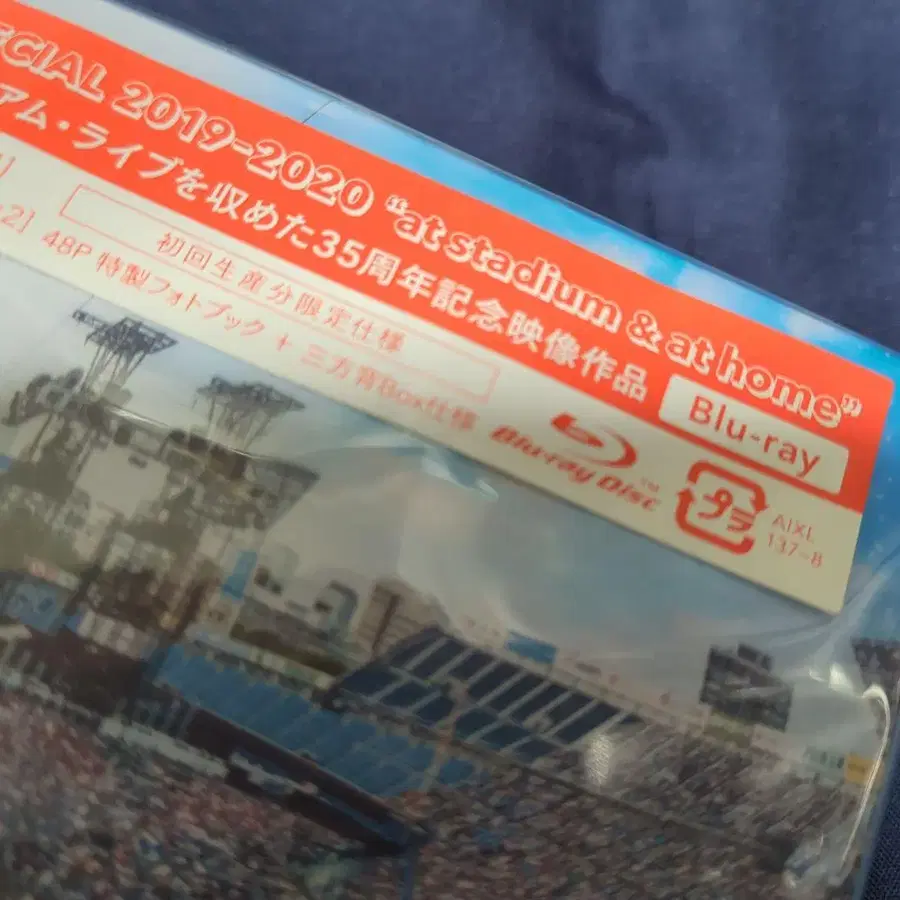 ECIAL 2019-2020 "at stadium & at home"
アム・ライブを収めた35周年記念映像作品
Blu-ray
初回生産分限定仕様
48P 特製フォトブック + 三方背Box仕様
Blu-ray Disc
TM
プラ
AIXL
137~8